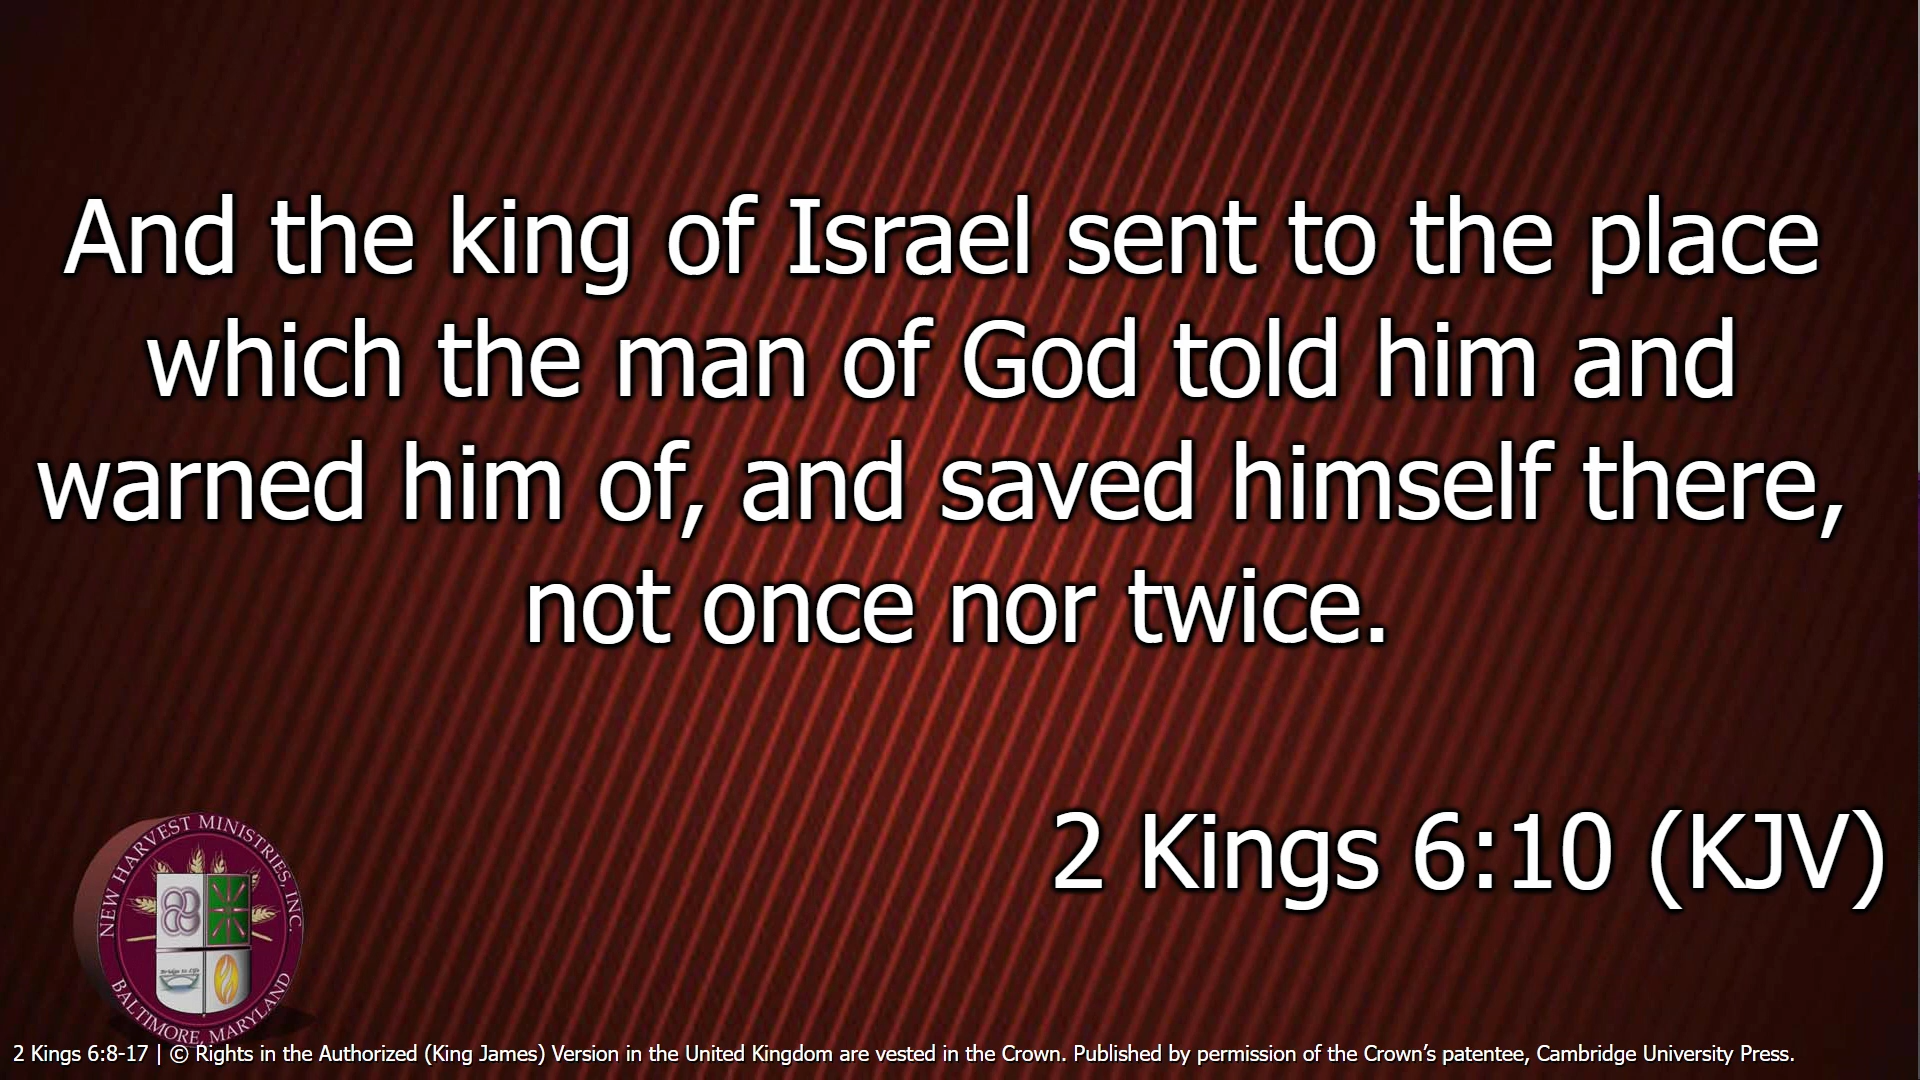 And the king of Israel sent to the place
which the man of God told him and
warned him of, and saved himself there,
not once nor twice.
2 Kings 6:10 (KJV)
NEW HARVEST MINISTRIES, INC.
Bridge to Life
BALTIMORE, MARYLAND
2 Kings 6:8-17 | © Rights in the Authorized (King James) Version in the United Kingdom are vested in the Crown. Published by permission of the Crown’s patentee, Cambridge University Press.